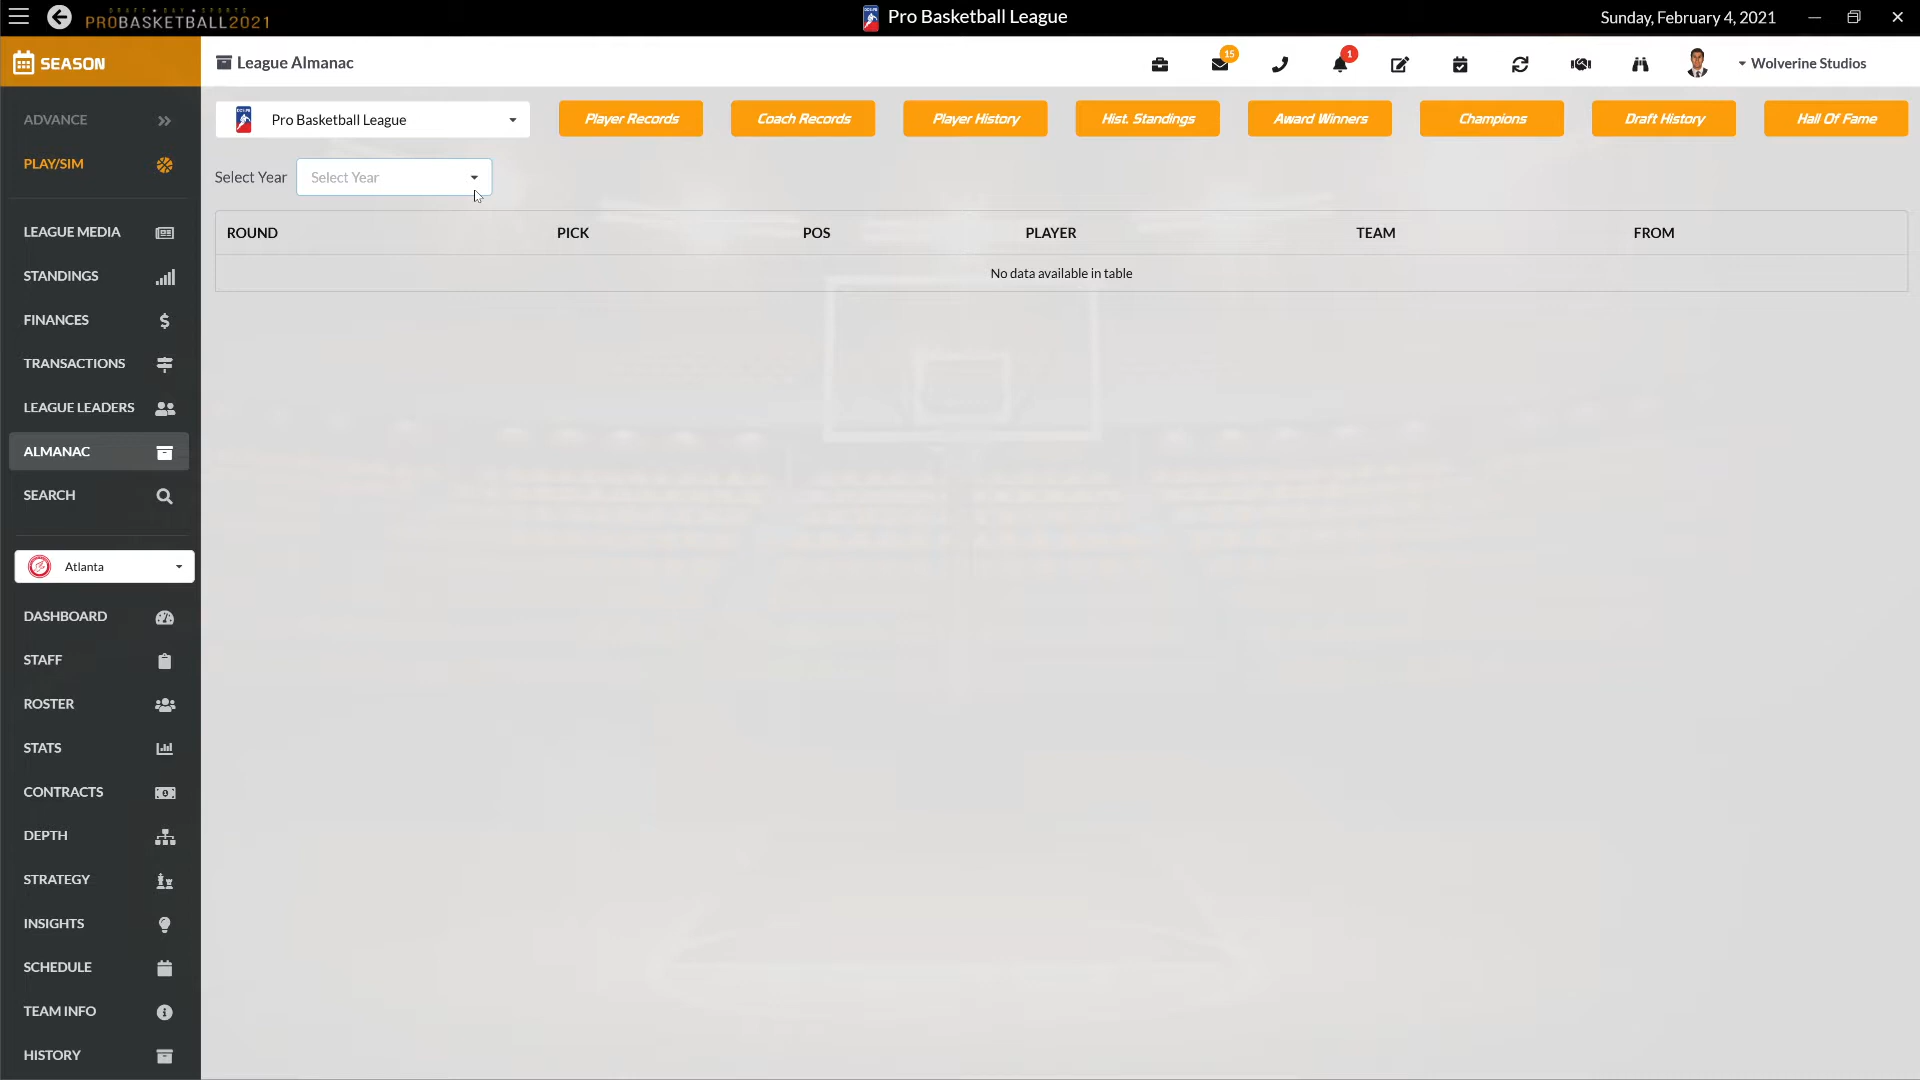 DRAFT • DAY • SPORTS
PROBASKETBALL2021
Pro Basketball League
Sunday, February 4, 2021
SEASON
League Almanac
15
1
Wolverine Studios
ADVANCE
Pro Basketball League
Player Records
Coach Records
Player History
Hist. Standings
Award Winners
Champions
Draft History
Hall Of Fame
PLAY/SIM
Select Year
Select Year
ROUND
PICK
POS
PLAYER
TEAM
FROM
No data available in table
LEAGUE MEDIA
STANDINGS
FINANCES
TRANSACTIONS
LEAGUE LEADERS
ALMANAC
SEARCH
Atlanta
DASHBOARD
STAFF
ROSTER
STATS
CONTRACTS
DEPTH
STRATEGY
INSIGHTS
SCHEDULE
TEAM INFO
HISTORY